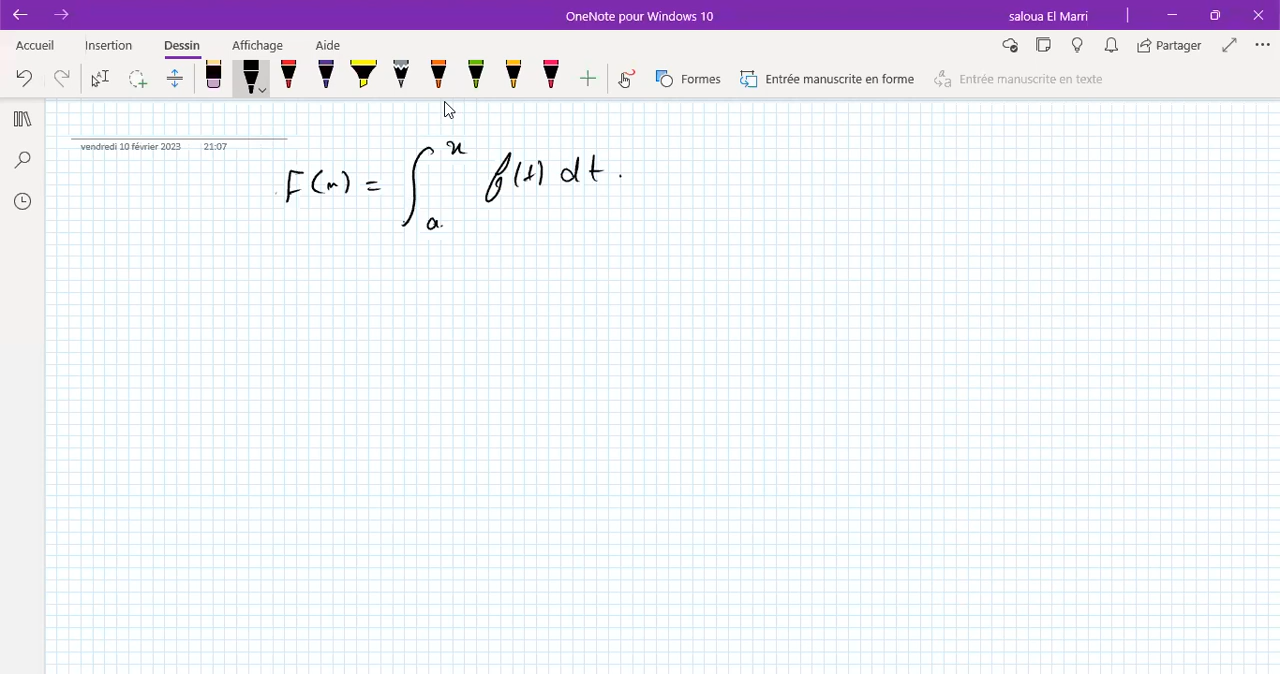 OneNote pour Windows 10
saloua El Marri
Accueil Insertion Dessin Affichage Aide
Partager
Formes
Entrée manuscrite en forme
Entrée manuscrite en texte
vendredi 10 février 2023 21:07
F(x) = ∫ₐˣ f(t) dt .